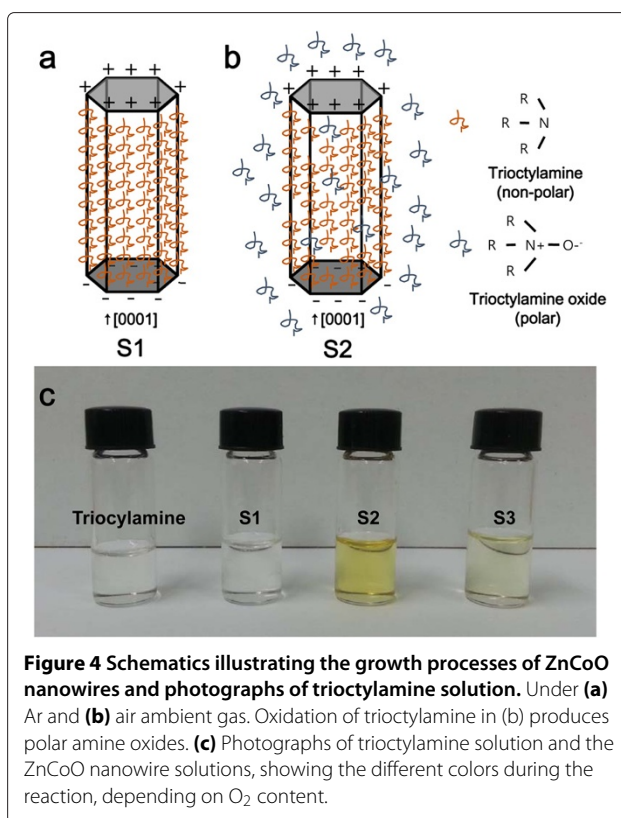 a
b
+ + +
+ +
+ + +
- - -
- -
- - -
↑[0001]
S1
+ + +
+ +
+ + +
- - -
- -
- - -
↑[0001]
S2
R
R – N
R
Trioctylamine
(non-polar)
R
R – N+ – O-
R
Trioctylamine oxide
(polar)
c
Triocylamine
S1
S2
S3
Figure 4 Schematics illustrating the growth processes of ZnCoO
nanowires and photographs of trioctylamine solution. Under (a)
Ar and (b) air ambient gas. Oxidation of trioctylamine in (b) produces
polar amine oxides. (c) Photographs of trioctylamine solution and the
ZnCoO nanowire solutions, showing the different colors during the
reaction, depending on O₂ content.